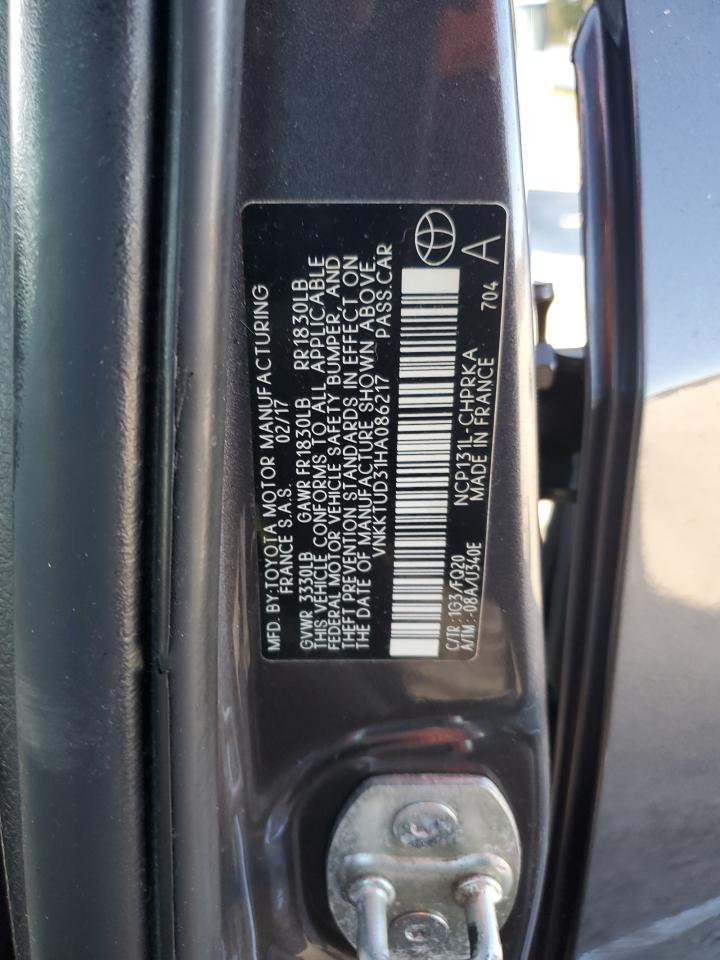 MFD. BY: TOYOTA MOTOR MANUFACTURING
FRANCE S.A.S. 02/17
GVWR 3330LB GAWR FR1830LB RR1830LB
THIS VEHICLE CONFORMS TO ALL APPLICABLE
FEDERAL MOTOR VEHICLE SAFETY BUMPER, AND
THEFT PREVENTION STANDARDS IN EFFECT ON
THE DATE OF MANUFACTURE SHOWN ABOVE.
VNKKTUD31HA086217 PASS.CAR
C/TR : 1G3/FQ20 NCP131L-CHPRKA 704 A
A/TM : -08A/U340E MADE IN FRANCE